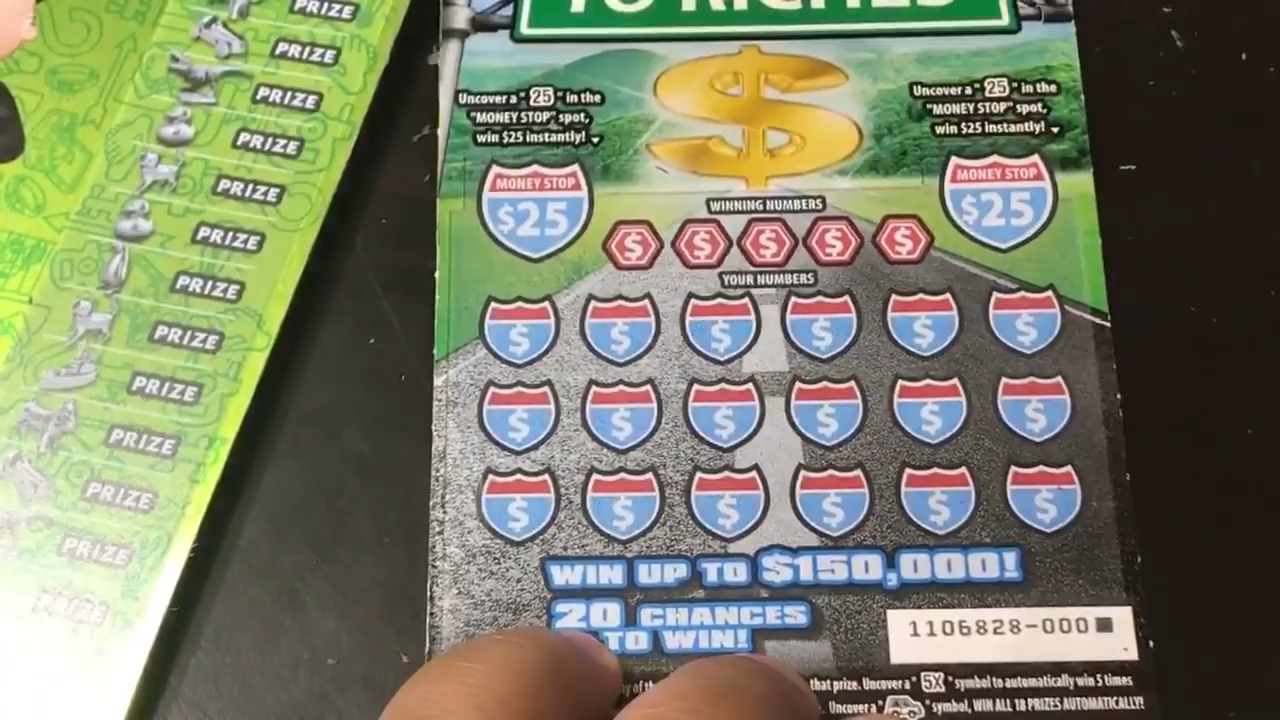 TO RICHES
Uncover a "25" in the
"MONEY STOP" spot,
win $25 instantly!
Uncover a "25" in the
"MONEY STOP" spot,
win $25 instantly!
$
MONEY STOP
$25
MONEY STOP
$25
WINNING NUMBERS
$ $ $ $ $
YOUR NUMBERS
$ $ $ $ $ $
$ $ $ $ $ $
$ $ $ $ $ $
WIN UP TO $150,000!
20 CHANCES
TO WIN!
1106828-000
that prize. Uncover a "5X" symbol to automatically win 5 times
Uncover a " " symbol, WIN ALL 18 PRIZES AUTOMATICALLY!
PRIZE
PRIZE
PRIZE
PRIZE
PRIZE
PRIZE
PRIZE
PRIZE
PRIZE
PRIZE
PRIZE
PRIZE
PRIZE